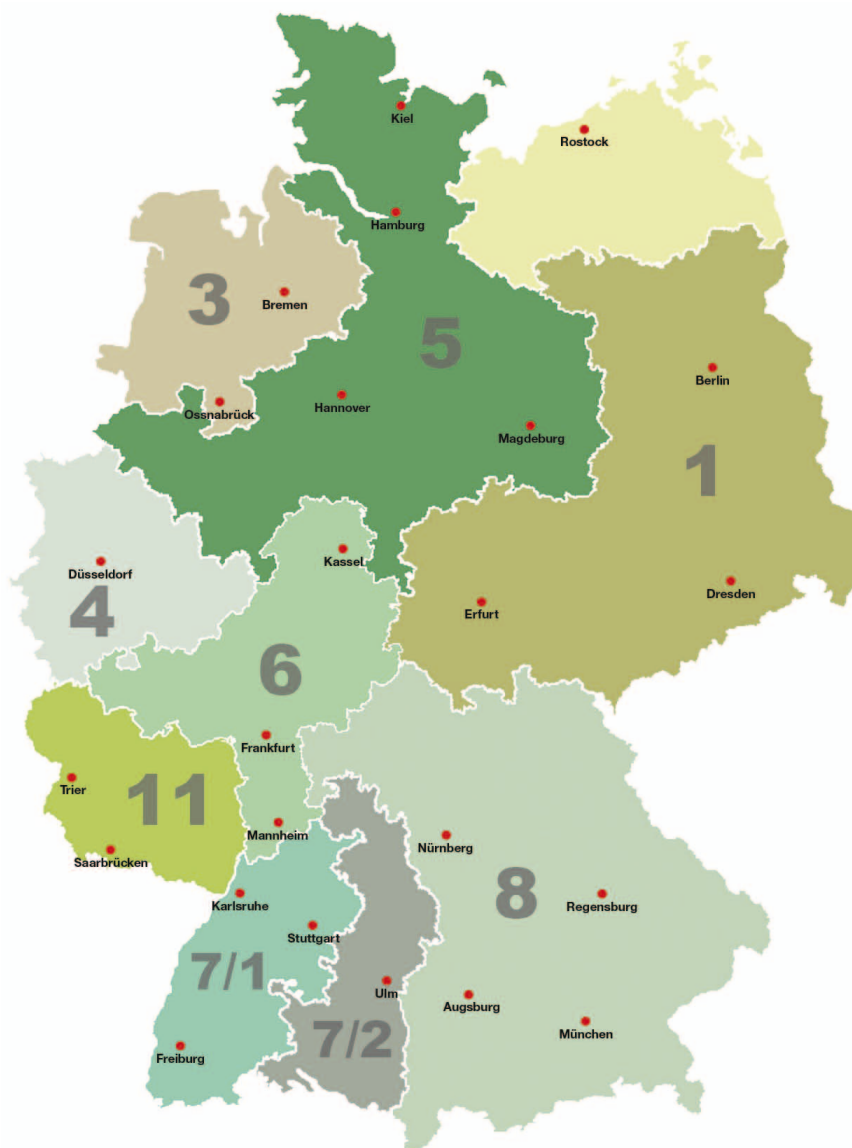 Kiel
Rostock
Hamburg
3
Bremen
5
Berlin
Hannover
Ossnabrück
Magdeburg
1
Kassel
Düsseldorf
4
Erfurt
Dresden
6
Frankfurt
Trier
11
Mannheim
Nürnberg
Saarbrücken
8
Karlsruhe
Regensburg
Stuttgart
7/1
Ulm
Augsburg
München
7/2
Freiburg